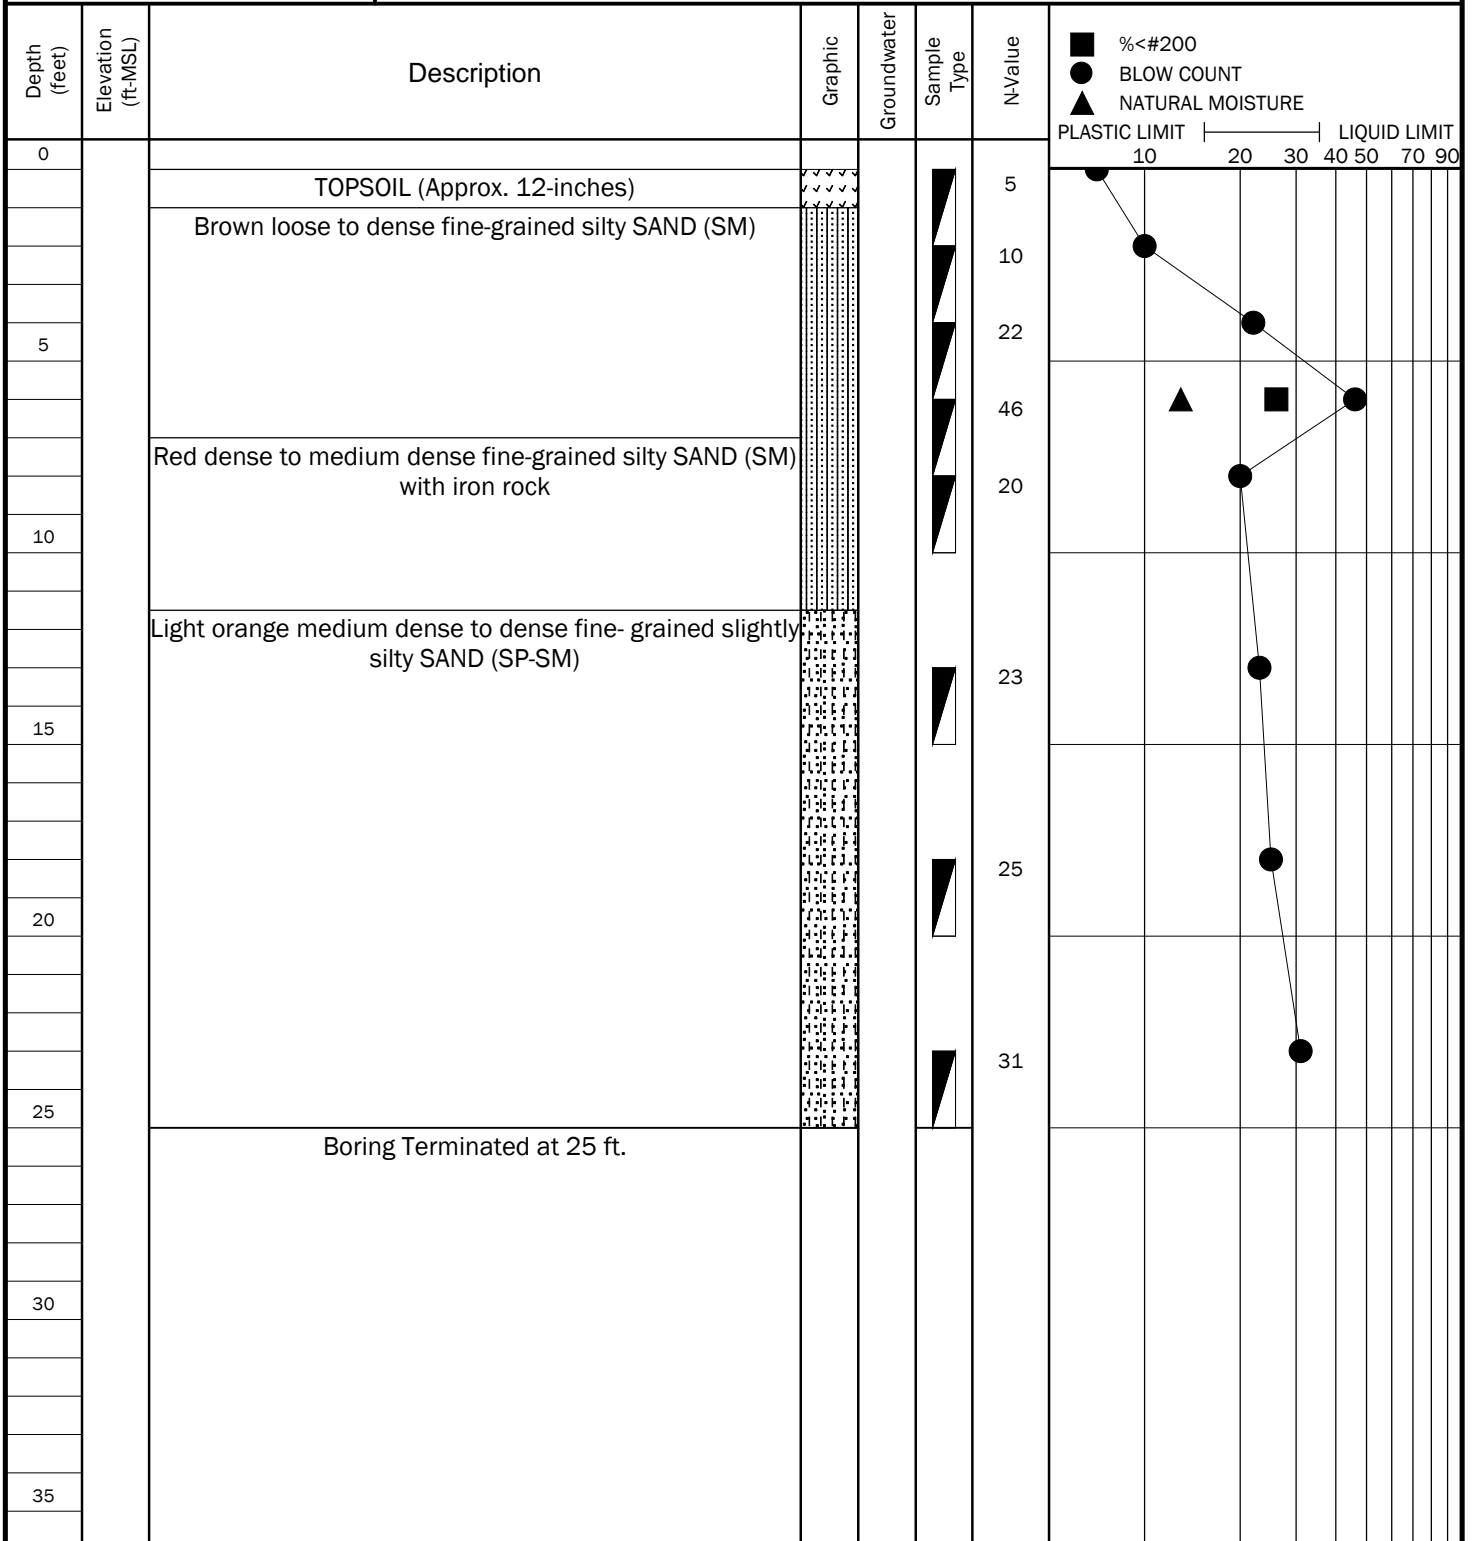 Depth
(feet)
Elevation
(ft-MSL)
Description
Graphic
Groundwater
Sample
Type
N-Value
%<#200
BLOW COUNT
NATURAL MOISTURE
PLASTIC LIMIT LIQUID LIMIT
10 20 30 40 50 70 90
0
TOPSOIL (Approx. 12-inches)
5
Brown loose to dense fine-grained silty SAND (SM)
10
22
5
46
Red dense to medium dense fine-grained silty SAND (SM)
with iron rock
20
10
Light orange medium dense to dense fine- grained slightly
silty SAND (SP-SM)
23
15
25
20
31
25
Boring Terminated at 25 ft.
30
35